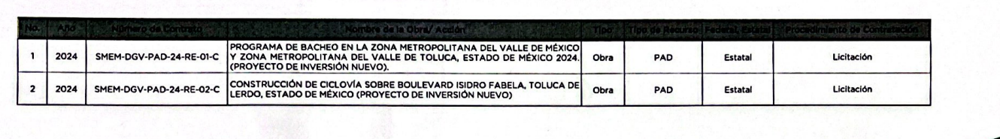 No. Año Número de Contrato Nombre de la Obra/ Acción Tipo Tipo de Recurso Federal, Estatal Procedimiento de Contratación
1 2024 SMEM-DGV-PAD-24-RE-01-C PROGRAMA DE BACHEO EN LA ZONA METROPOLITANA DEL VALLE DE MÉXICO Y ZONA METROPOLITANA DEL VALLE DE TOLUCA, ESTADO DE MÉXICO 2024. (PROYECTO DE INVERSIÓN NUEVO). Obra PAD Estatal Licitación
2 2024 SMEM-DGV-PAD-24-RE-02-C CONSTRUCCIÓN DE CICLOVÍA SOBRE BOULEVARD ISIDRO FABELA, TOLUCA DE LERDO, ESTADO DE MÉXICO (PROYECTO DE INVERSIÓN NUEVO) Obra PAD Estatal Licitación